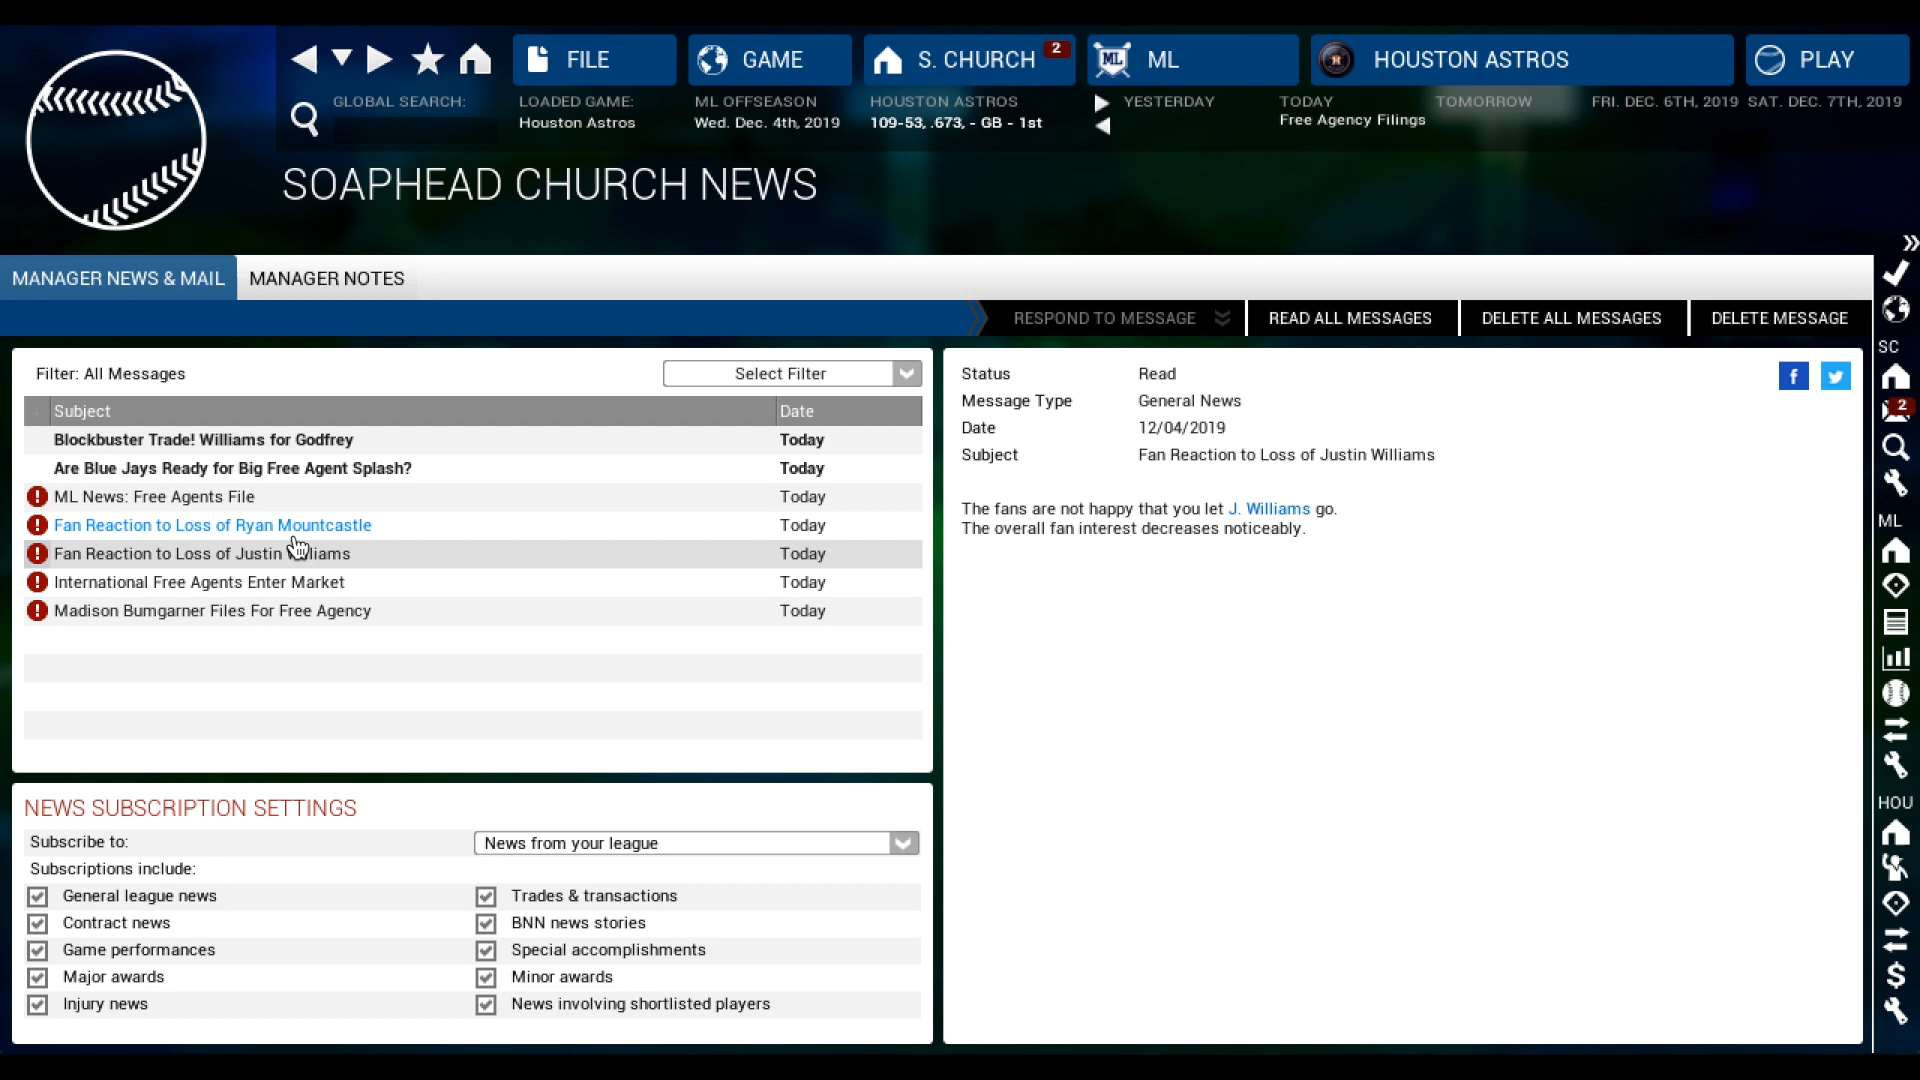 FILE
GAME
S. CHURCH
2
ML
ML
HOUSTON ASTROS
PLAY
GLOBAL SEARCH:
LOADED GAME:
Houston Astros
ML OFFSEASON
Wed. Dec. 4th, 2019
HOUSTON ASTROS
109-53, .673, - GB - 1st
YESTERDAY
TODAY
Free Agency Filings
TOMORROW
FRI. DEC. 6TH, 2019
SAT. DEC. 7TH, 2019
SOAPHEAD CHURCH NEWS
MANAGER NEWS & MAIL
MANAGER NOTES
RESPOND TO MESSAGE
READ ALL MESSAGES
DELETE ALL MESSAGES
DELETE MESSAGE
Filter: All Messages
Select Filter
Subject Date
Blockbuster Trade! Williams for Godfrey Today
Are Blue Jays Ready for Big Free Agent Splash? Today
ML News: Free Agents File Today
Fan Reaction to Loss of Ryan Mountcastle Today
Fan Reaction to Loss of Justin Williams Today
International Free Agents Enter Market Today
Madison Bumgarner Files For Free Agency Today
NEWS SUBSCRIPTION SETTINGS
Subscribe to: News from your league
Subscriptions include:
General league news Trades & transactions
Contract news BNN news stories
Game performances Special accomplishments
Major awards Minor awards
Injury news News involving shortlisted players
Status Read
Message Type General News
Date 12/04/2019
Subject Fan Reaction to Loss of Justin Williams
The fans are not happy that you let J. Williams go.
The overall fan interest decreases noticeably.
SC
2
ML
HOU